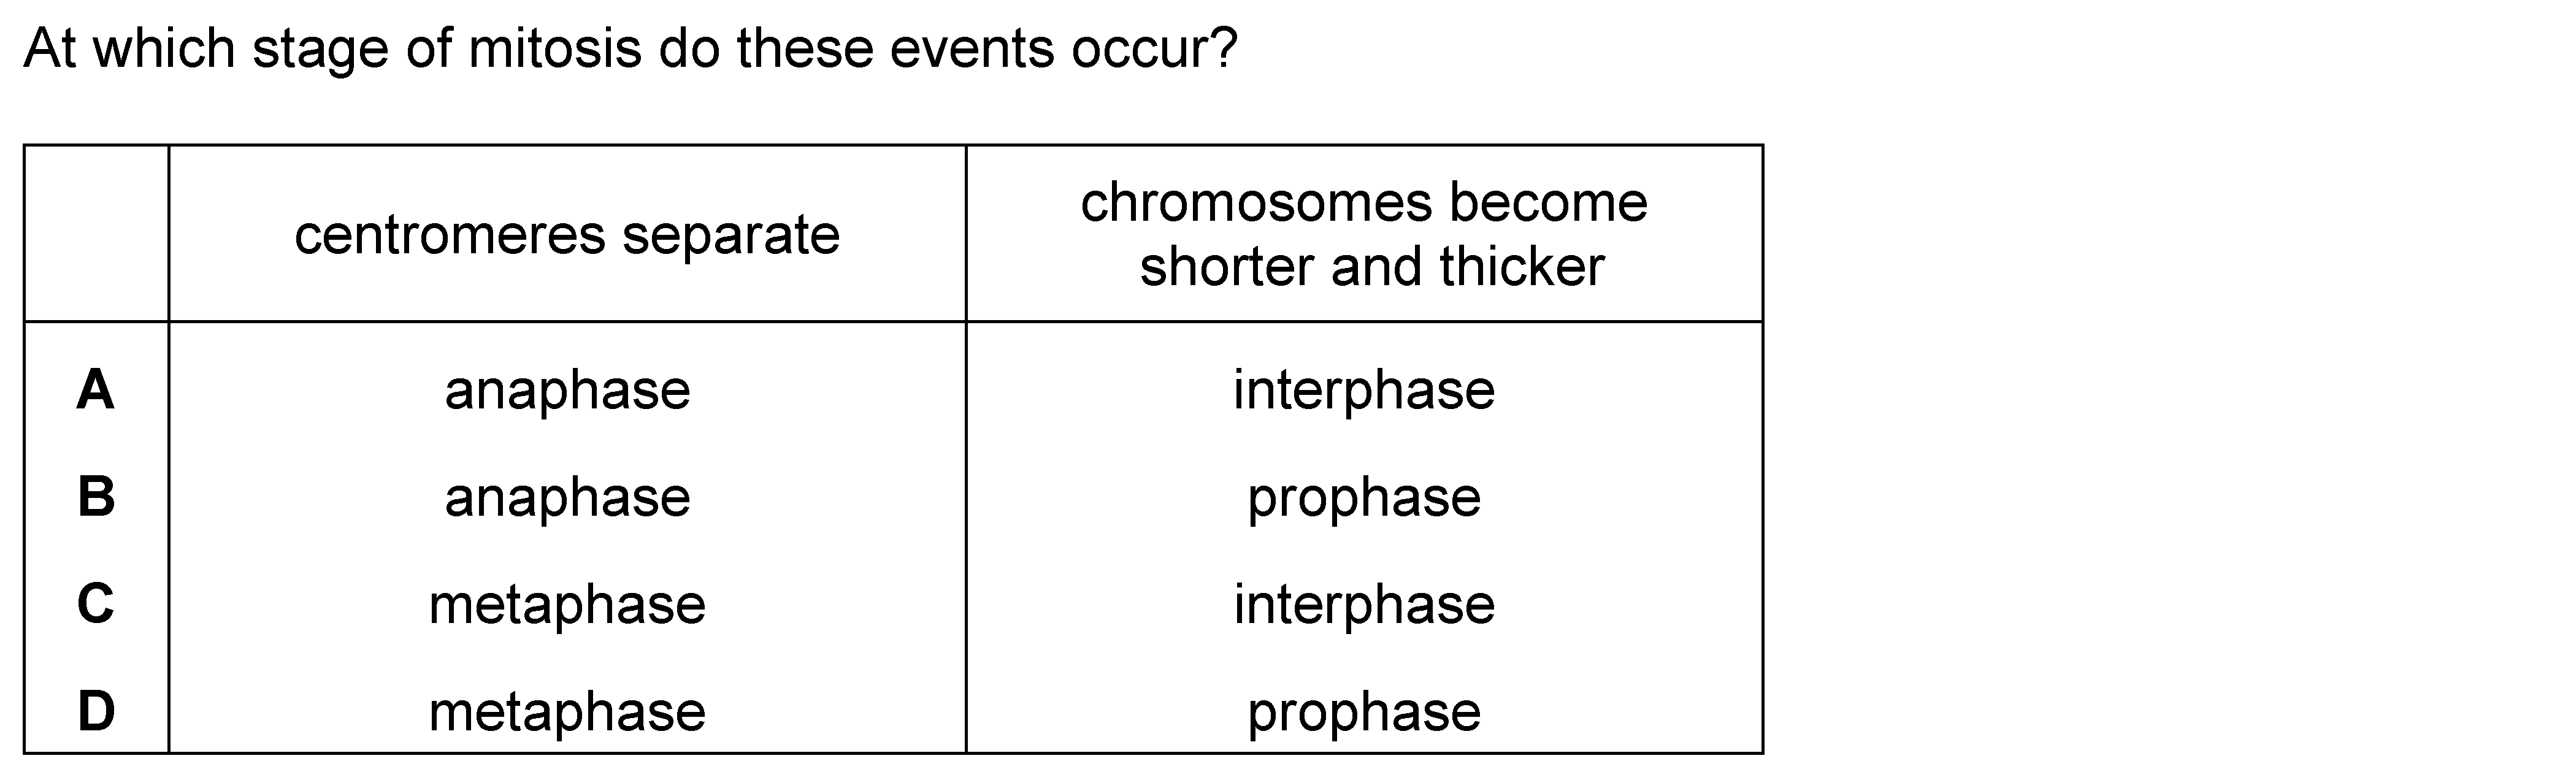 At which stage of mitosis do these events occur?
centromeres separate
chromosomes become
shorter and thicker
A anaphase interphase
B anaphase prophase
C metaphase interphase
D metaphase prophase